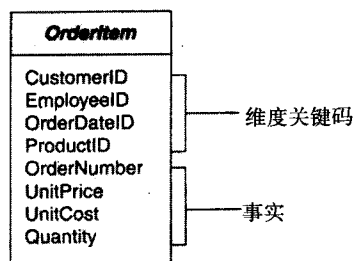 OrderItem
CustomerID
EmployeeID
OrderDateID
ProductID
维度关键码
OrderNumber
UnitPrice
UnitCost
事实
Quantity